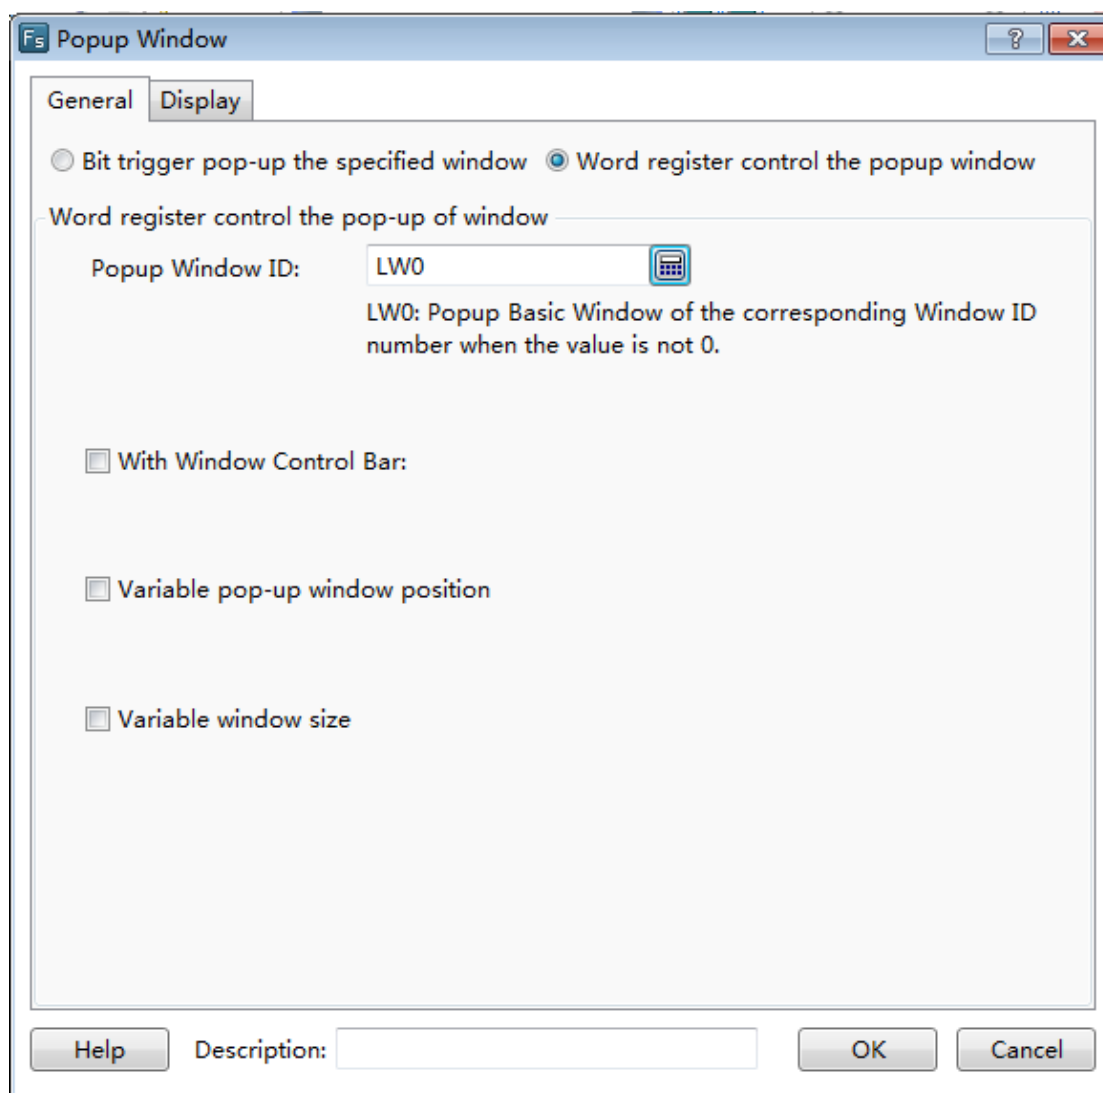 Fs Popup Window ?
General Display
Bit trigger pop-up the specified window Word register control the popup window
Word register control the pop-up of window
Popup Window ID: LW0
LW0: Popup Basic Window of the corresponding Window ID
number when the value is not 0.
With Window Control Bar:
Variable pop-up window position
Variable window size
Help Description: OK Cancel